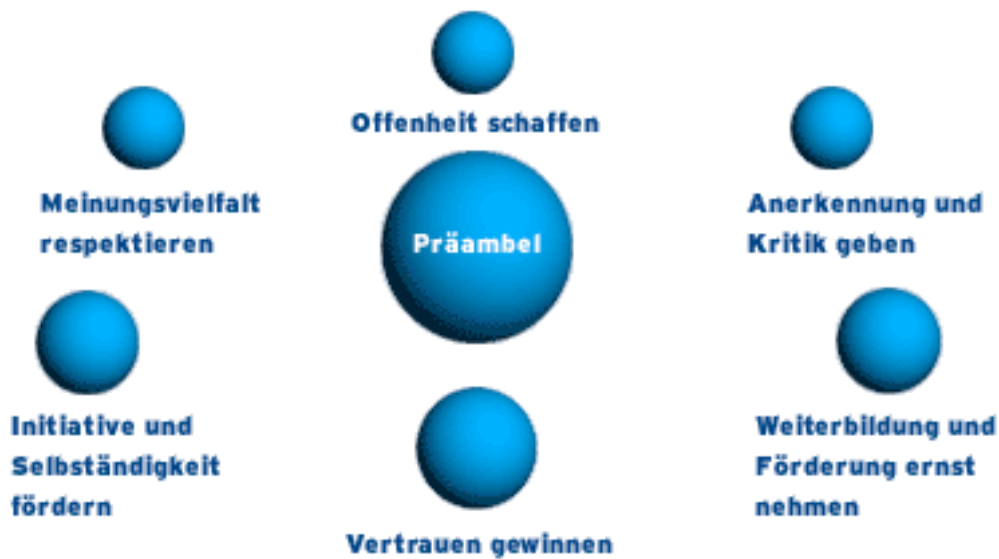 Offenheit schaffen
Meinungsvielfalt
respektieren
Präambel
Anerkennung und
Kritik geben
Initiative und
Selbständigkeit
fördern
Weiterbildung und
Förderung ernst
nehmen
Vertrauen gewinnen